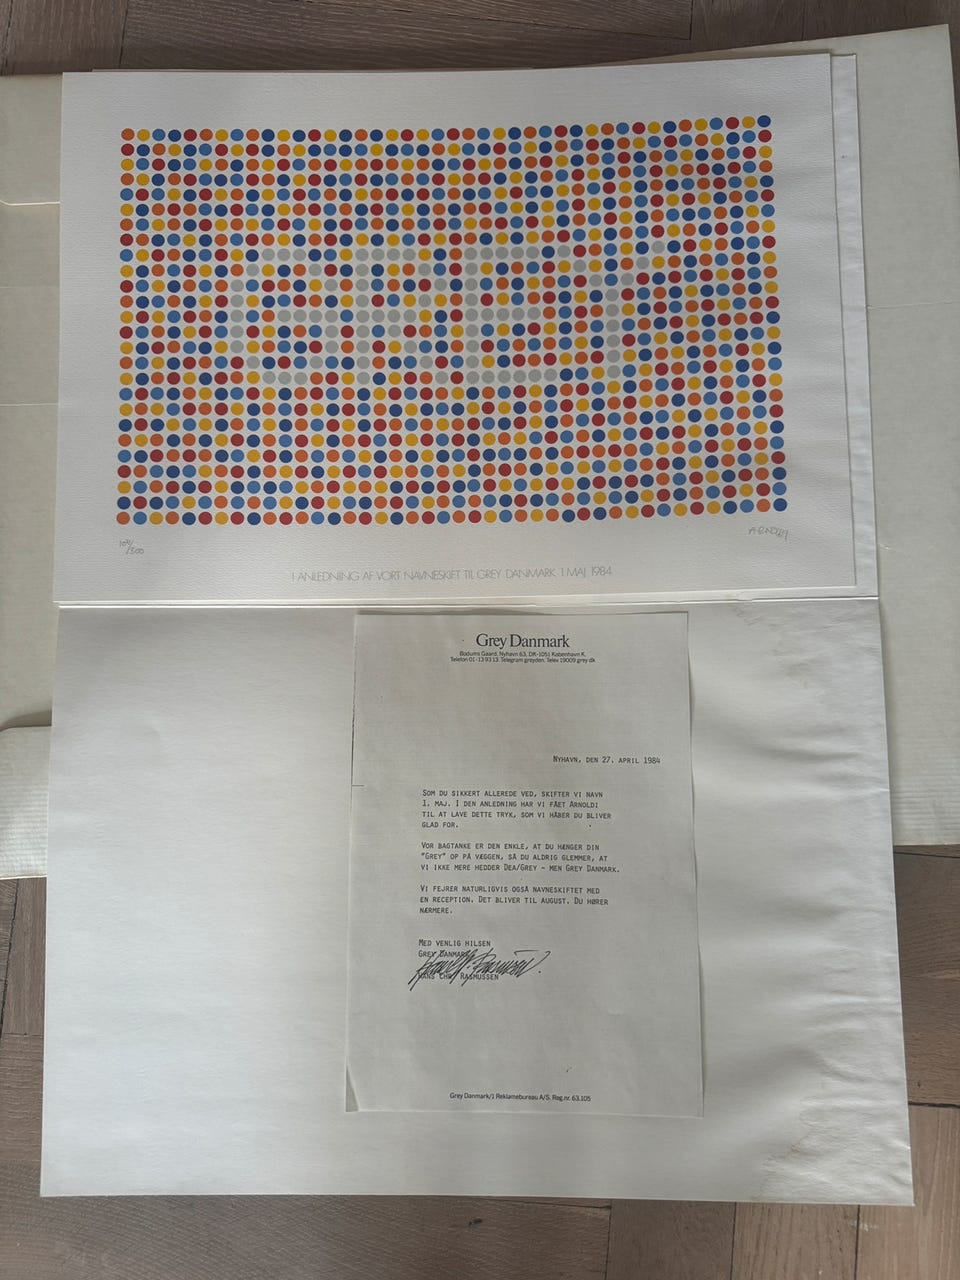 GREY
/300
ARNOLDI
I ANLEDNING AF VORT NAVNESKIFT TIL GREY DANMARK 1 MAJ 1984
Grey Danmark
Bodums Gaard. Nyhavn 63. DK-1051 København K.
Telefon 01-13 93 13. Telegram greyden. Telex 19009 grey dk
NYHAVN, DEN 27. APRIL 1984
SOM DU SIKKERT ALLEREDE VED, SKIFTER VI NAVN
1. MAJ. I DEN ANLEDNING HAR VI FÅET ARNOLDI
TIL AT LAVE DETTE TRYK, SOM VI HÅBER DU BLIVER
GLAD FOR.
VOR BAGTANKE ER DEN ENKLE, AT DU HÆNGER DIN
"GREY" OP PÅ VÆGGEN, SÅ DU ALDRIG GLEMMER, AT
VI IKKE MERE HEDDER DEA/GREY - MEN GREY DANMARK.
VI FEJRER NATURLIGVIS OGSÅ NAVNESKIFTET MED
EN RECEPTION. DET BLIVER TIL AUGUST. DU HØRER
NÆRMERE.
MED VENLIG HILSEN
GREY DANMARK
HANS CHR. RASMUSSEN
Grey Danmark/1 Reklamebureau A/S. Reg.nr. 63.105